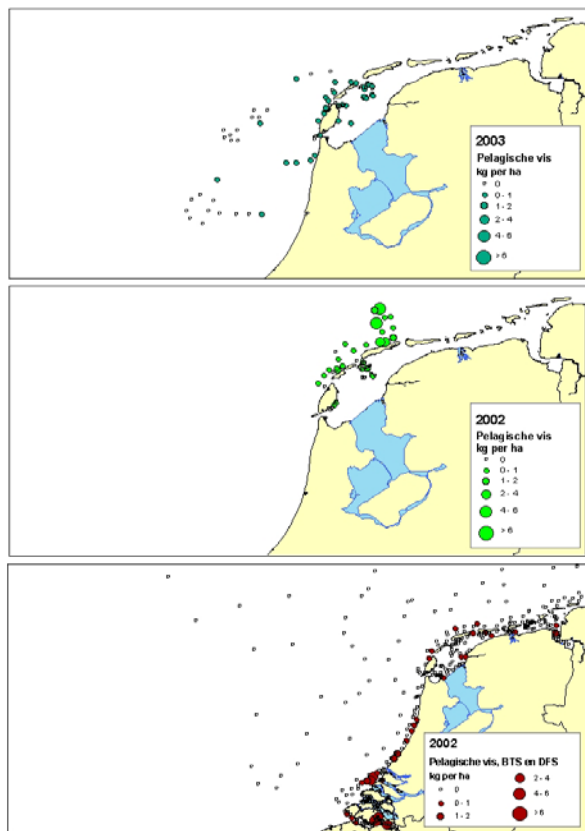 2003
Pelagische vis
kg per ha
0
0 - 1
1 - 2
2 - 4
4 - 6
>6
2002
Pelagische vis
kg per ha
0
0 - 1
1 - 2
2 - 4
4 - 6
>6
2002
Pelagische vis, BTS en DFS
kg per ha
0
0 - 1
1 - 2
2 - 4
4 - 6
>6